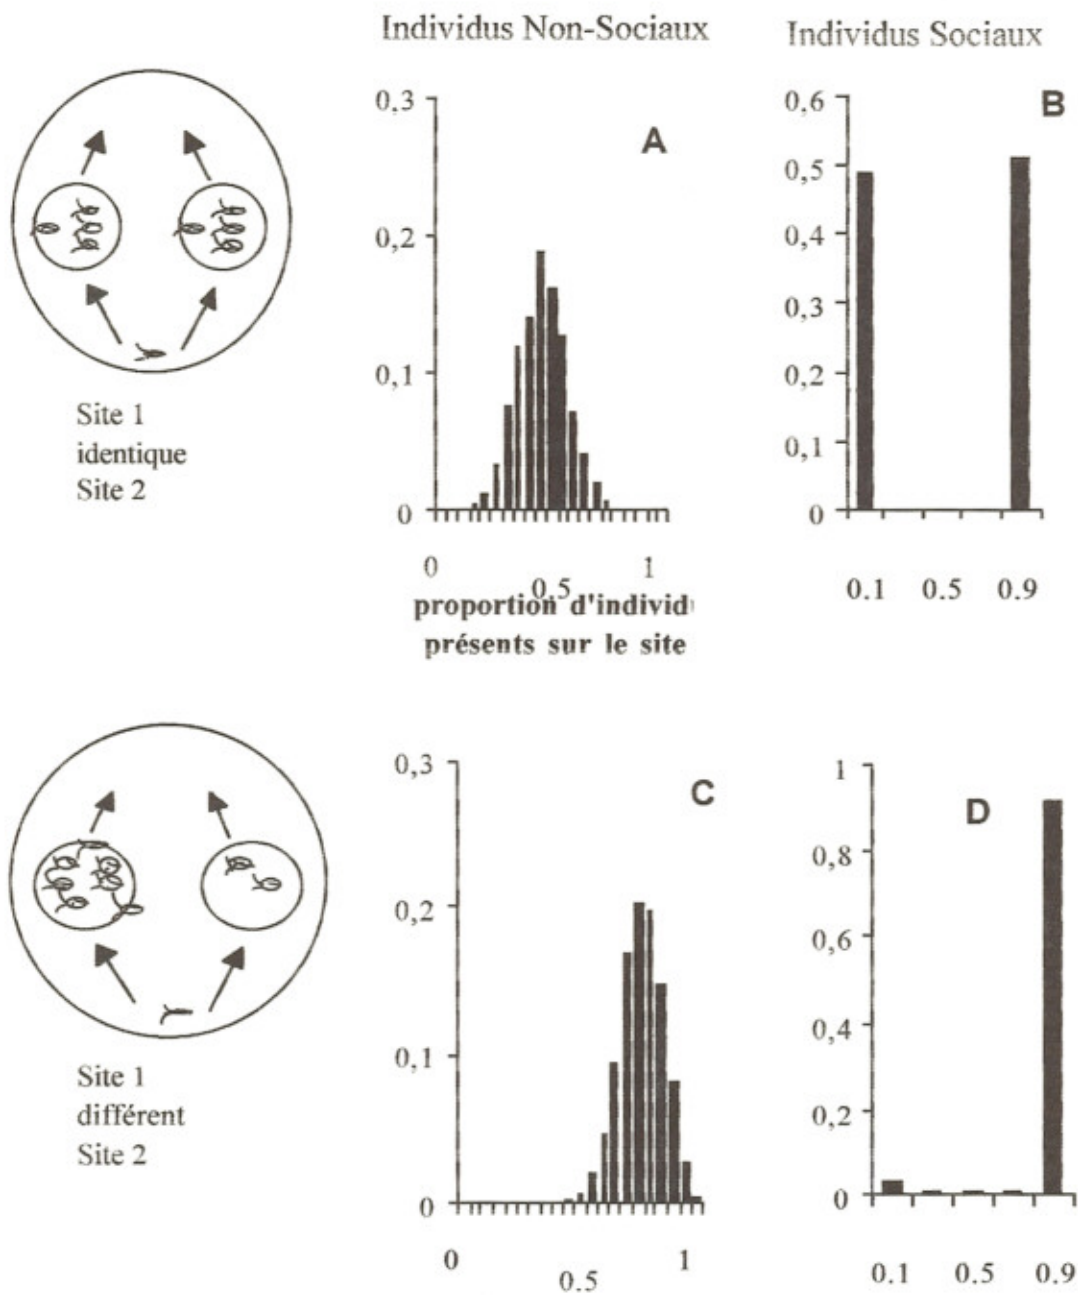 Individus Non-Sociaux
Individus Sociaux
Site 1
identique
Site 2
0,3
0,2
0,1
0
A
0
0.5
1
proportion d'individu
présents sur le site
0,6
0,5
0,4
0,3
0,2
0,1
0
B
0.1 0.5 0.9
Site 1
différent
Site 2
0,3
0,2
0,1
0
C
0
0.5
1
1
0,8
0,6
0,4
0,2
0
D
0.1 0.5 0.9